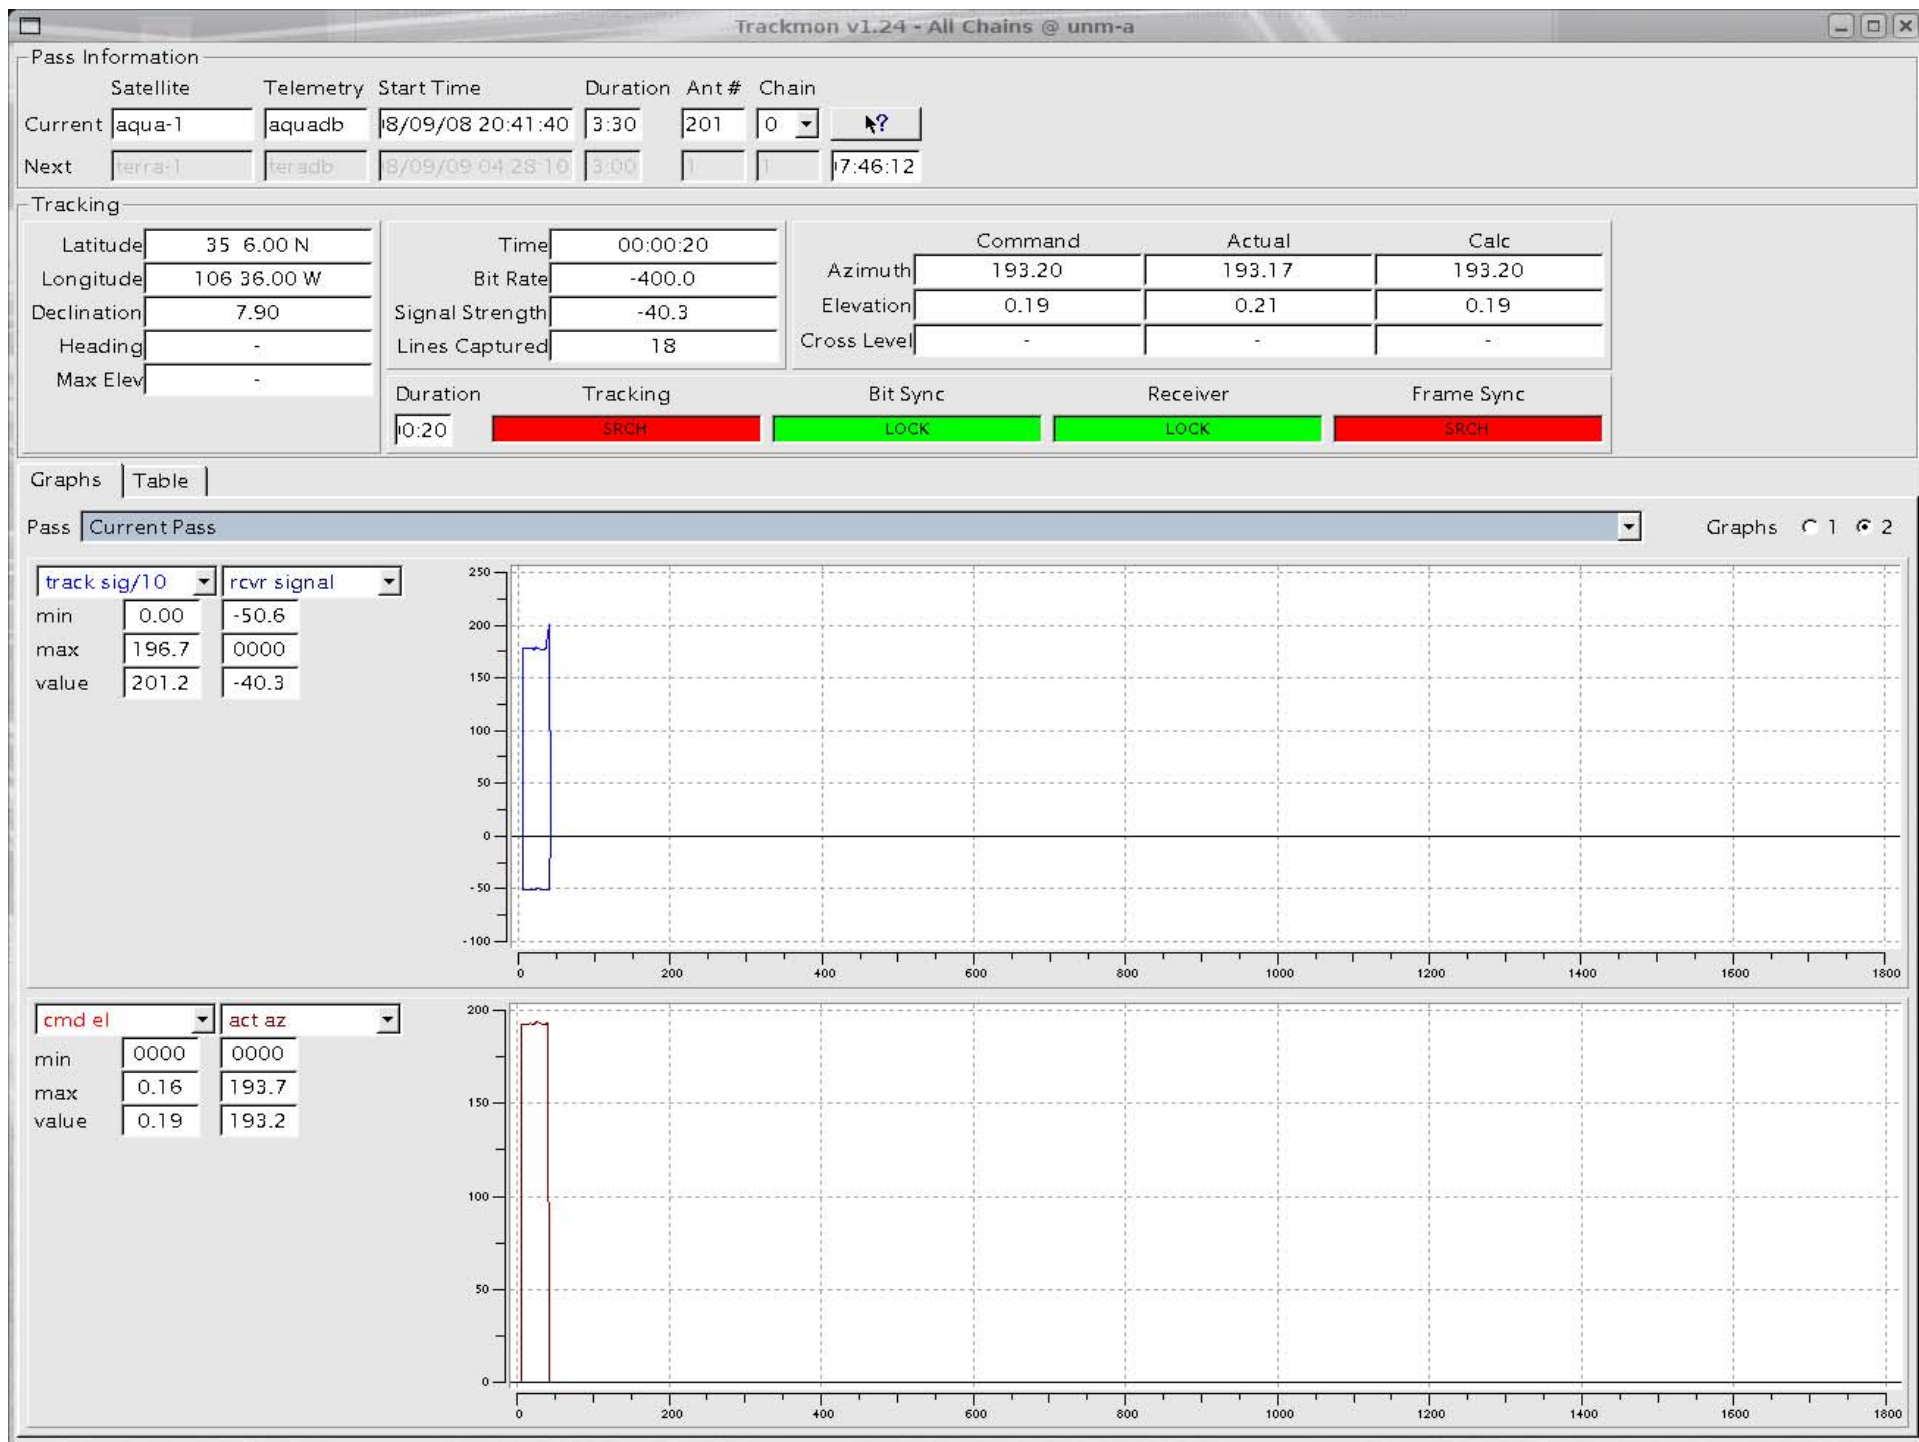 Trackmon v1.24 - All Chains @ unm-a
Pass Information
Satellite Telemetry Start Time Duration Ant # Chain
Current aqua-1 aquadb 8/09/08 20:41:40 3:30 201 0 ?
Next terra-1 teradb 8/09/09 04:28:10 3:00 1 1 7:46:12
Tracking
Latitude 35 6.00 N
Longitude 106 36.00 W
Declination 7.90
Heading -
Max Elev -
Time 00:00:20
Bit Rate -400.0
Signal Strength -40.3
Lines Captured 18
Command Actual Calc
Azimuth 193.20 193.17 193.20
Elevation 0.19 0.21 0.19
Cross Level - - -
Duration Tracking Bit Sync Receiver Frame Sync
0:20 SRCH LOCK LOCK SRCH
Graphs Table
Pass Current Pass Graphs 1 2
track sig/10 rcvr signal
min 0.00 -50.6
max 196.7 0000
value 201.2 -40.3
250
200
150
100
50
0
-50
-100
0 200 400 600 800 1000 1200 1400 1600 1800
cmd el act az
min 0000 0000
max 0.16 193.7
value 0.19 193.2
200
150
100
50
0
0 200 400 600 800 1000 1200 1400 1600 1800